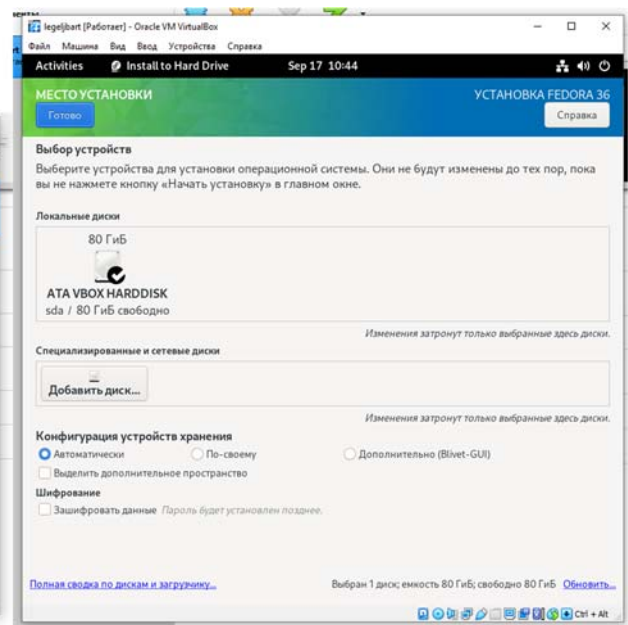 legeljbart [Работает] - Oracle VM VirtualBox
Файл Машина Вид Ввод Устройства Справка
Activities Install to Hard Drive Sep 17 10:44
МЕСТО УСТАНОВКИ УСТАНОВКА FEDORA 36
Готово Справка
Выбор устройств
Выберите устройства для установки операционной системы. Они не будут изменены до тех пор, пока
вы не нажмете кнопку «Начать установку» в главном окне.
Локальные диски
80 ГиБ
ATA VBOX HARDDISK
sda / 80 ГиБ свободно
Изменения затронут только выбранные здесь диски.
Специализированные и сетевые диски
Добавить диск...
Изменения затронут только выбранные здесь диски.
Конфигурация устройств хранения
Автоматически По-своему Дополнительно (Blivet-GUI)
Выделить дополнительное пространство
Шифрование
Зашифровать данные Пароль будет установлен позднее.
Полная сводка по дискам и загрузчику... Выбран 1 диск; емкость 80 ГиБ; свободно 80 ГиБ Обновить...
Ctrl + Alt